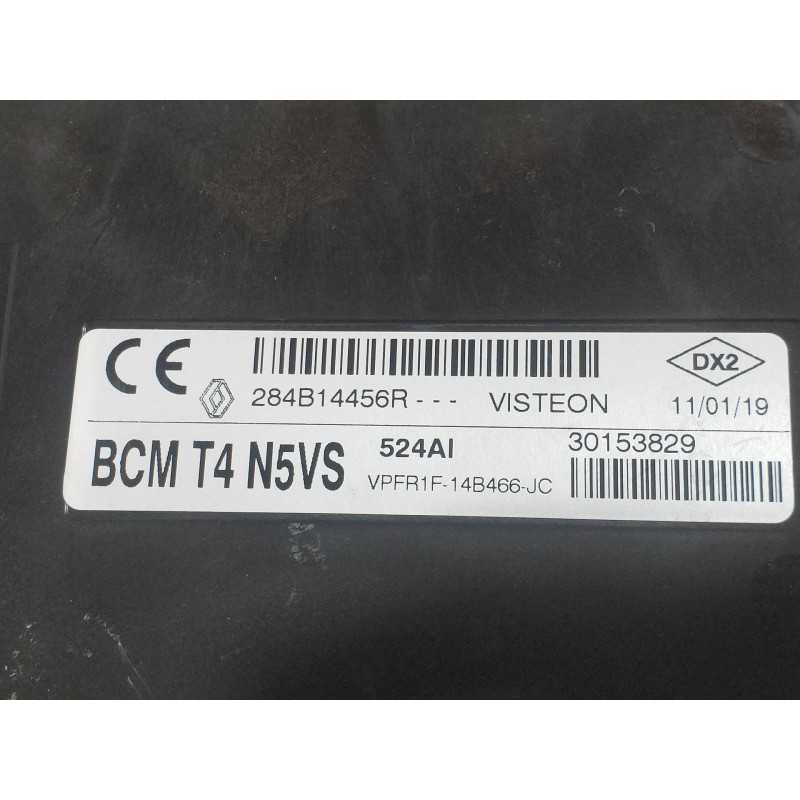 CE
284B14456R---
VISTEON
DX2
11/01/19
BCM T4 N5VS
524AI
VPFR1F-14B466-JC
30153829